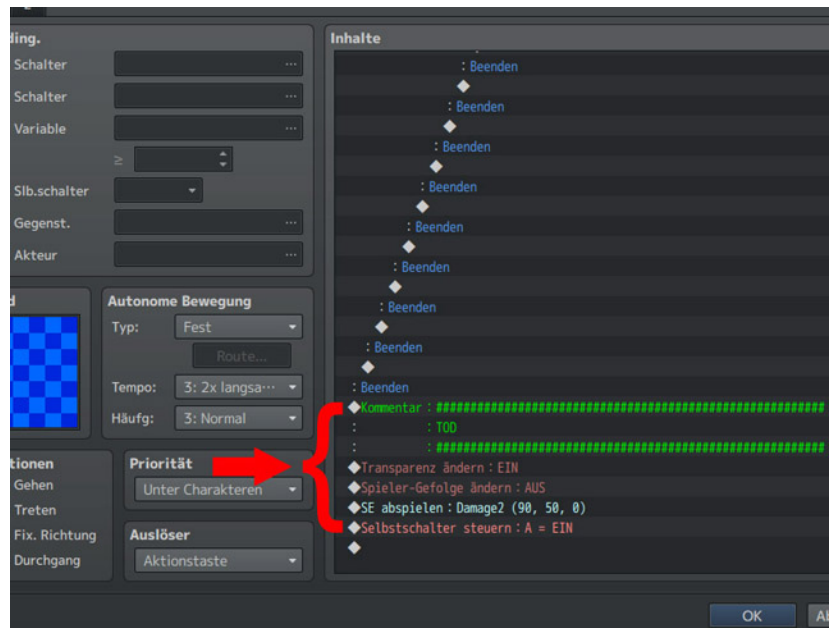 Inhalte
Schalter
Schalter
Variable
≥
Slb.schalter
Gegenst.
Akteur
Autonome Bewegung
Typ: Fest
Route...
Tempo: 3: 2x langsa...
Häufg: 3: Normal
Priorität
Unter Charakteren
Gehen
Treten
Fix. Richtung
Durchgang
Auslöser
Aktionstaste
: Beenden
◆
: Beenden
◆
: Beenden
◆
: Beenden
◆
: Beenden
◆
: Beenden
◆
: Beenden
◆
: Beenden
◆
: Beenden
◆Kommentar : #########################################################
: : TOD
: : #########################################################
◆Transparenz ändern : EIN
◆Spieler-Gefolge ändern : AUS
◆SE abspielen : Damage2 (90, 50, 0)
◆Selbstschalter steuern : A = EIN
◆
OK